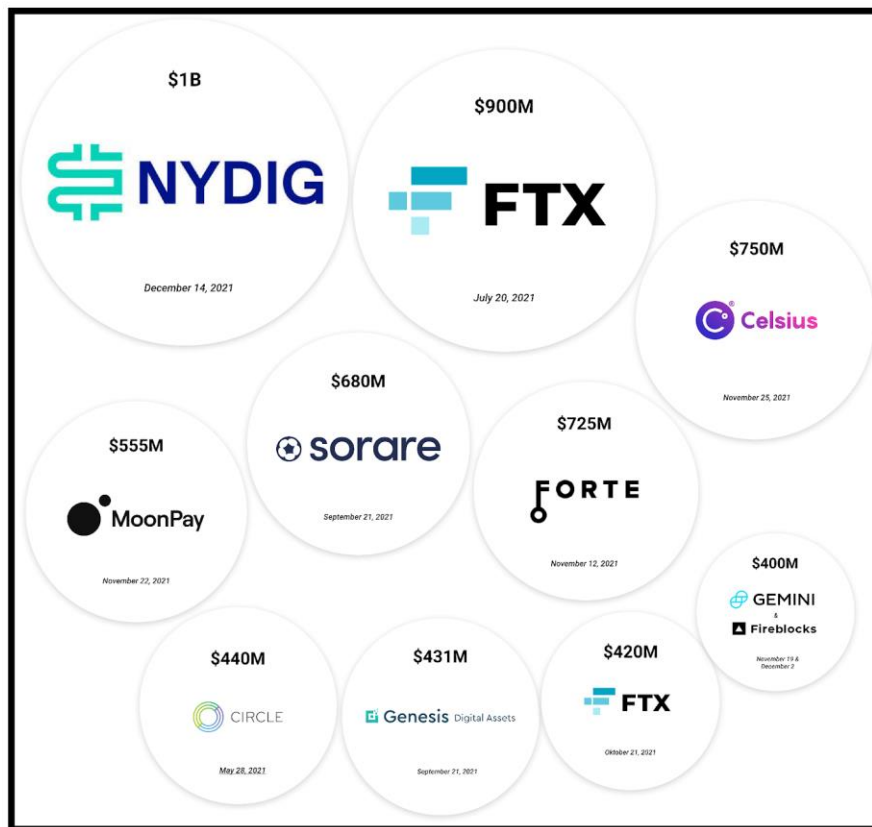 $1B
NYDIG
December 14, 2021
$900M
FTX
July 20, 2021
$750M
Celsius®
November 25, 2021
$680M
sorare
September 21, 2021
$725M
FORTE
November 12, 2021
$555M
MoonPay
November 22, 2021
$400M
GEMINI
&
Fireblocks
November 19 &
December 2
$440M
CIRCLE
May 28, 2021
$431M
Genesis Digital Assets
September 21, 2021
$420M
FTX
Oktober 21, 2021